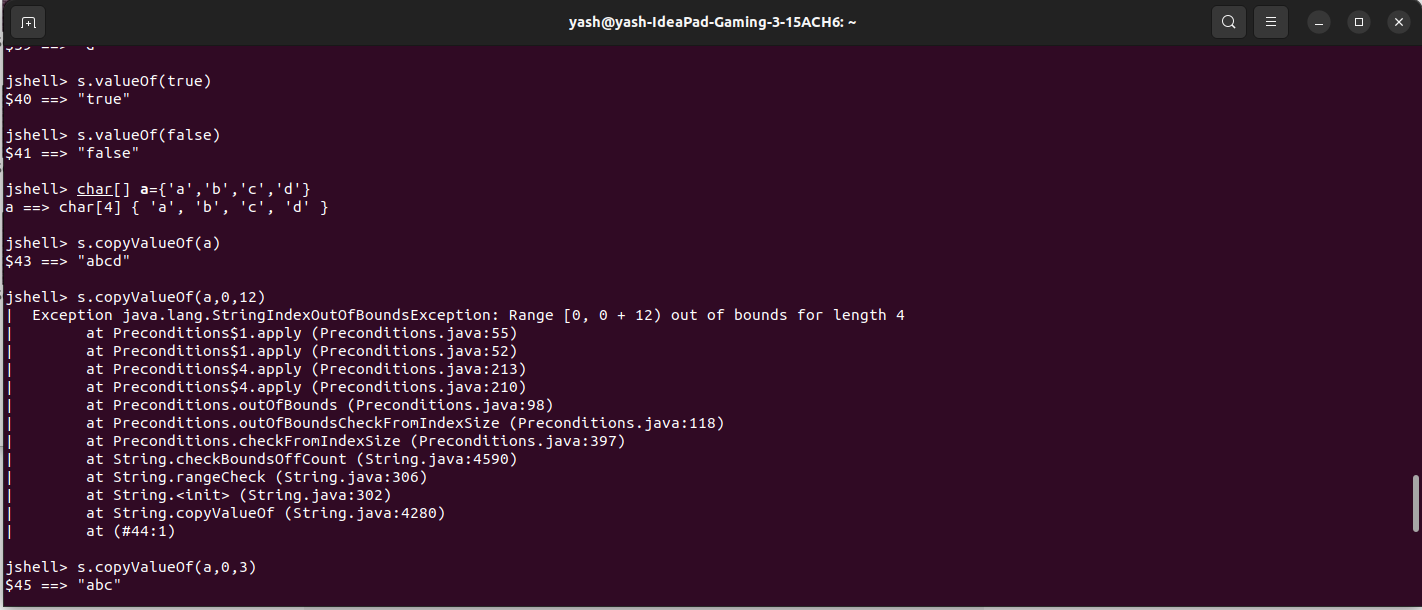 yash@yash-IdeaPad-Gaming-3-15ACH6: ~
jshell> s.valueOf(true)
$40 ==> "true"
jshell> s.valueOf(false)
$41 ==> "false"
jshell> char[] a={'a','b','c','d'}
a ==> char[4] { 'a', 'b', 'c', 'd' }
jshell> s.copyValueOf(a)
$43 ==> "abcd"
jshell> s.copyValueOf(a,0,12)
|  Exception java.lang.StringIndexOutOfBoundsException: Range [0, 0 + 12) out of bounds for length 4
|        at Preconditions$1.apply (Preconditions.java:55)
|        at Preconditions$1.apply (Preconditions.java:52)
|        at Preconditions$4.apply (Preconditions.java:213)
|        at Preconditions$4.apply (Preconditions.java:210)
|        at Preconditions.outOfBounds (Preconditions.java:98)
|        at Preconditions.outOfBoundsCheckFromIndexSize (Preconditions.java:118)
|        at Preconditions.checkFromIndexSize (Preconditions.java:397)
|        at String.checkBoundsOffCount (String.java:4590)
|        at String.rangeCheck (String.java:306)
|        at String.<init> (String.java:302)
|        at String.copyValueOf (String.java:4280)
|        at (#44:1)
jshell> s.copyValueOf(a,0,3)
$45 ==> "abc"